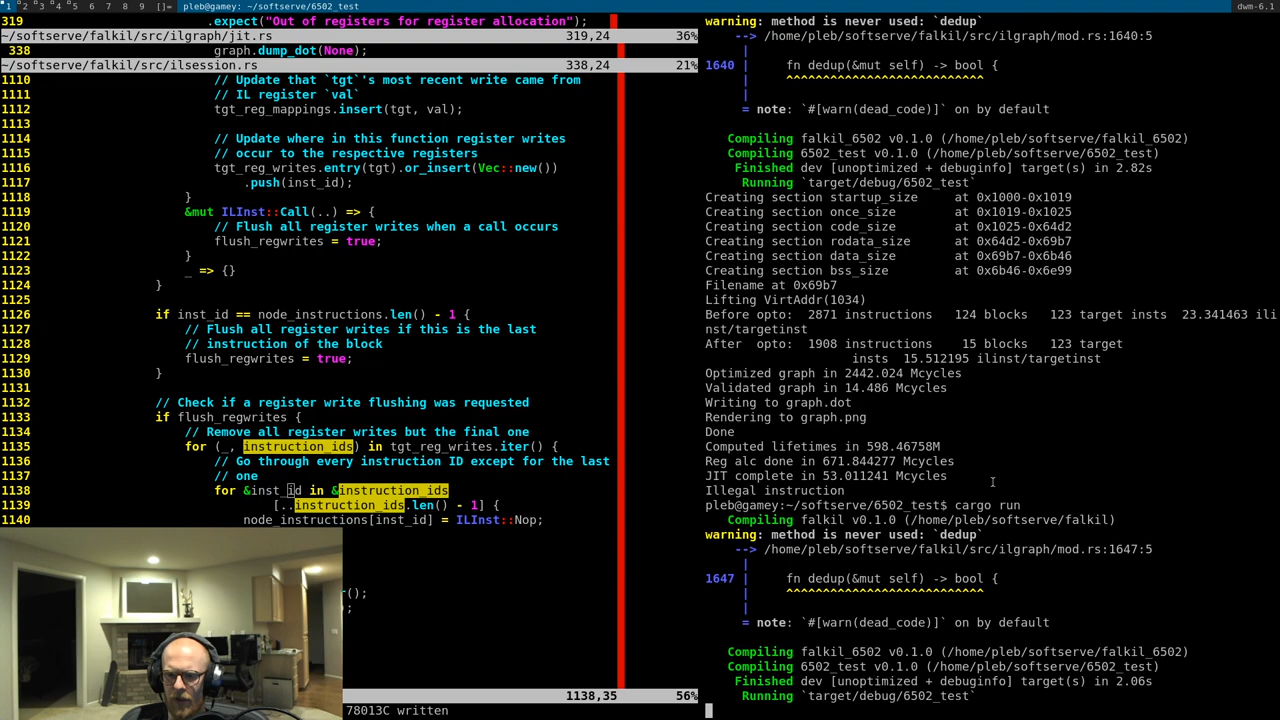 1 2 3 4 5 6 7 8 9 []= pleb@gamey: ~/softserve/6502_test dwm-6.1
319 .expect("Out of registers for register allocation");
~/softserve/falkil/src/ilgraph/jit.rs 319,24 36%
338 graph.dump_dot(None);
~/softserve/falkil/src/ilsession.rs 338,24 21%
1110 // Update that `tgt`'s most recent write came from
1111 // IL register `val`
1112 tgt_reg_mappings.insert(tgt, val);
1113
1114 // Update where in this function register writes
1115 // occur to the respective registers
1116 tgt_reg_writes.entry(tgt).or_insert(Vec::new())
1117 .push(inst_id);
1118 }
1119 &mut ILInst::Call(..) => {
1120 // Flush all register writes when a call occurs
1121 flush_regwrites = true;
1122 }
1123 _ => {}
1124 }
1125
1126 if inst_id == node_instructions.len() - 1 {
1127 // Flush all register writes if this is the last
1128 // instruction of the block
1129 flush_regwrites = true;
1130 }
1131
1132 // Check if a register write flushing was requested
1133 if flush_regwrites {
1134 // Remove all register writes but the final one
1135 for (_, instruction_ids) in tgt_reg_writes.iter() {
1136 // Go through every instruction ID except for the last
1137 // one
1138 for &inst_id in &instruction_ids
1139 [..instruction_ids.len() - 1] {
1140 node_instructions[inst_id] = ILInst::Nop;
r();
);
1138,35 56%
78013C written
warning: method is never used: `dedup`
--> /home/pleb/softserve/falkil/src/ilgraph/mod.rs:1640:5
|
1640 | fn dedup(&mut self) -> bool {
| ^^^^^^^^^^^^^^^^^^^^^^^^^^^
|
= note: `#[warn(dead_code)]` on by default
Compiling falkil_6502 v0.1.0 (/home/pleb/softserve/falkil_6502)
Compiling 6502_test v0.1.0 (/home/pleb/softserve/6502_test)
Finished dev [unoptimized + debuginfo] target(s) in 2.82s
Running `target/debug/6502_test`
Creating section startup_size at 0x1000-0x1019
Creating section once_size at 0x1019-0x1025
Creating section code_size at 0x1025-0x64d2
Creating section rodata_size at 0x64d2-0x69b7
Creating section data_size at 0x69b7-0x6b46
Creating section bss_size at 0x6b46-0x6e99
Filename at 0x69b7
Lifting VirtAddr(1034)
Before opto: 2871 instructions 124 blocks 123 target insts 23.341463 ili
nst/targetinst
After opto: 1908 instructions 15 blocks 123 target
insts 15.512195 ilinst/targetinst
Optimized graph in 2442.024 Mcycles
Validated graph in 14.486 Mcycles
Writing to graph.dot
Rendering to graph.png
Done
Computed lifetimes in 598.46758M
Reg alc done in 671.844277 Mcycles
JIT complete in 53.011241 Mcycles
Illegal instruction
pleb@gamey:~/softserve/6502_test$ cargo run
Compiling falkil v0.1.0 (/home/pleb/softserve/falkil)
warning: method is never used: `dedup`
--> /home/pleb/softserve/falkil/src/ilgraph/mod.rs:1647:5
|
1647 | fn dedup(&mut self) -> bool {
| ^^^^^^^^^^^^^^^^^^^^^^^^^^^
|
= note: `#[warn(dead_code)]` on by default
Compiling falkil_6502 v0.1.0 (/home/pleb/softserve/falkil_6502)
Compiling 6502_test v0.1.0 (/home/pleb/softserve/6502_test)
Finished dev [unoptimized + debuginfo] target(s) in 2.06s
Running `target/debug/6502_test`